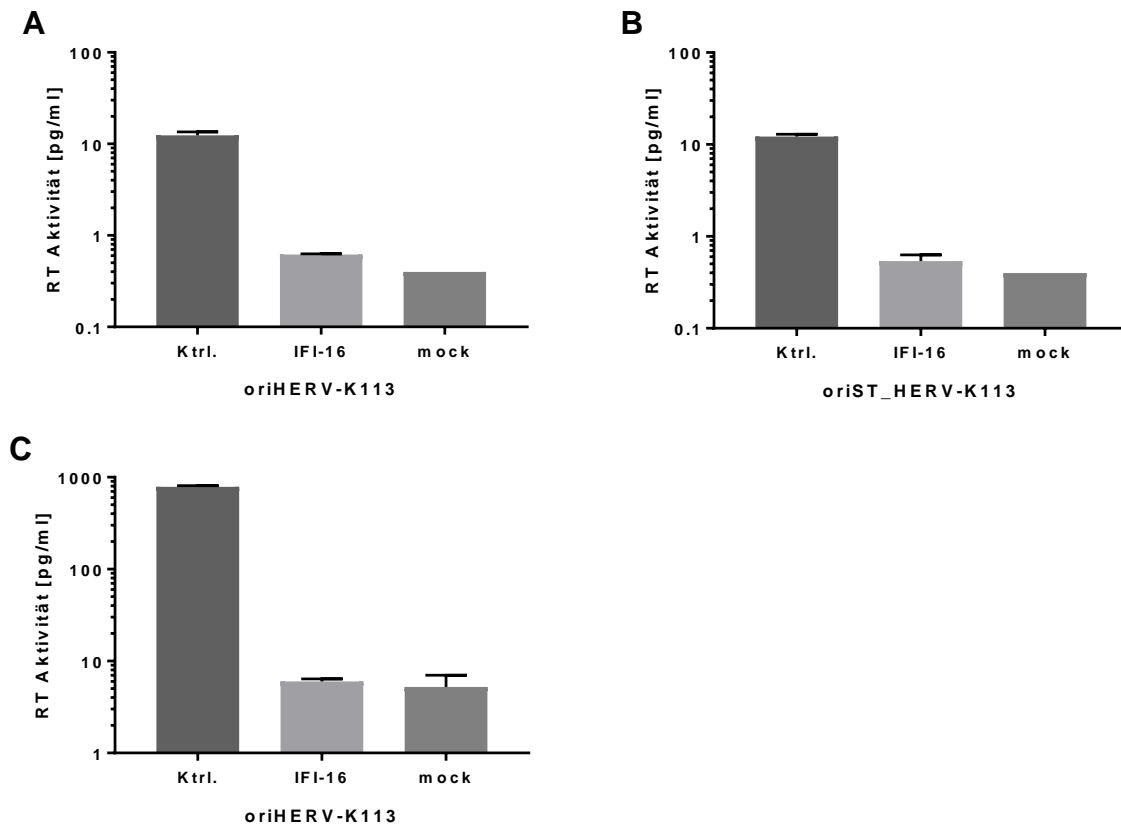 A
RT Aktivität [pg/ml]
100
10
1
0.1
Ktrl. IFI-16 mock
oriHERV-K113
B
RT Aktivität [pg/ml]
100
10
1
0.1
Ktrl. IFI-16 mock
oriST_HERV-K113
C
RT Aktivität [pg/ml]
1000
100
10
1
Ktrl. IFI-16 mock
oriHERV-K113